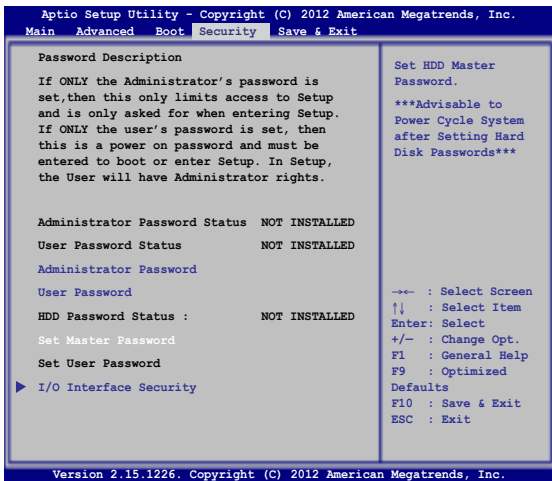 Aptio Setup Utility - Copyright (C) 2012 American Megatrends, Inc.
Main Advanced Boot Security Save & Exit
Password Description
If ONLY the Administrator's password is
set,then this only limits access to Setup
and is only asked for when entering Setup.
If ONLY the user's password is set, then
this is a power on password and must be
entered to boot or enter Setup. In Setup,
the User will have Administrator rights.
Administrator Password Status NOT INSTALLED
User Password Status NOT INSTALLED
Administrator Password
User Password
HDD Password Status : NOT INSTALLED
Set Master Password
Set User Password
I/O Interface Security
Set HDD Master
Password.
***Advisable to
Power Cycle System
after Setting Hard
Disk Passwords***
→← : Select Screen
↑↓ : Select Item
Enter: Select
+/— : Change Opt.
F1 : General Help
F9 : Optimized
Defaults
F10 : Save & Exit
ESC : Exit
Version 2.15.1226. Copyright (C) 2012 American Megatrends, Inc.